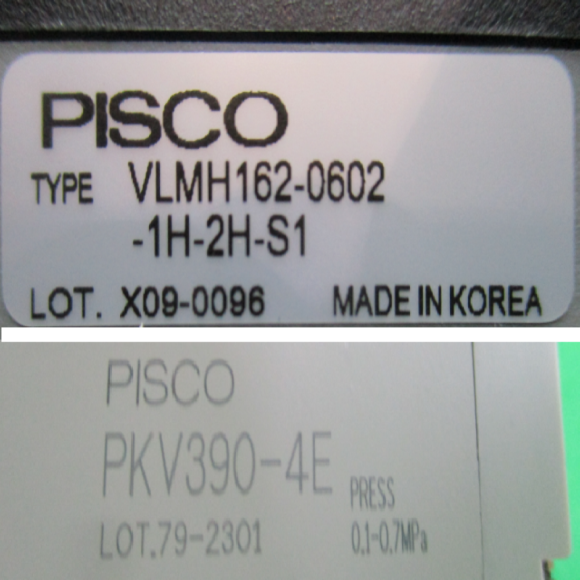 PISCO
TYPE VLMH162-0602
-1H-2H-S1
LOT. X09-0096 MADE IN KOREA
PISCO
PKV390-4E PRESS
LOT.79-2301 0.1-0.7MPa